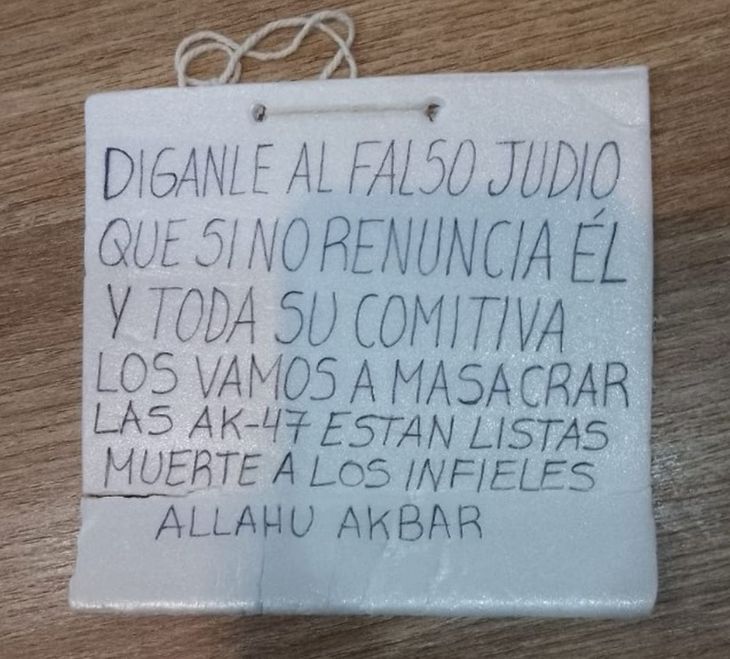 DIGANLE AL FALSO JUDIO
QUE SI NO RENUNCIA ÉL
Y TODA SU COMITIVA
LOS VAMOS A MASACRAR
LAS AK-47 ESTAN LISTAS
MUERTE A LOS INFIELES
ALLAHU AKBAR